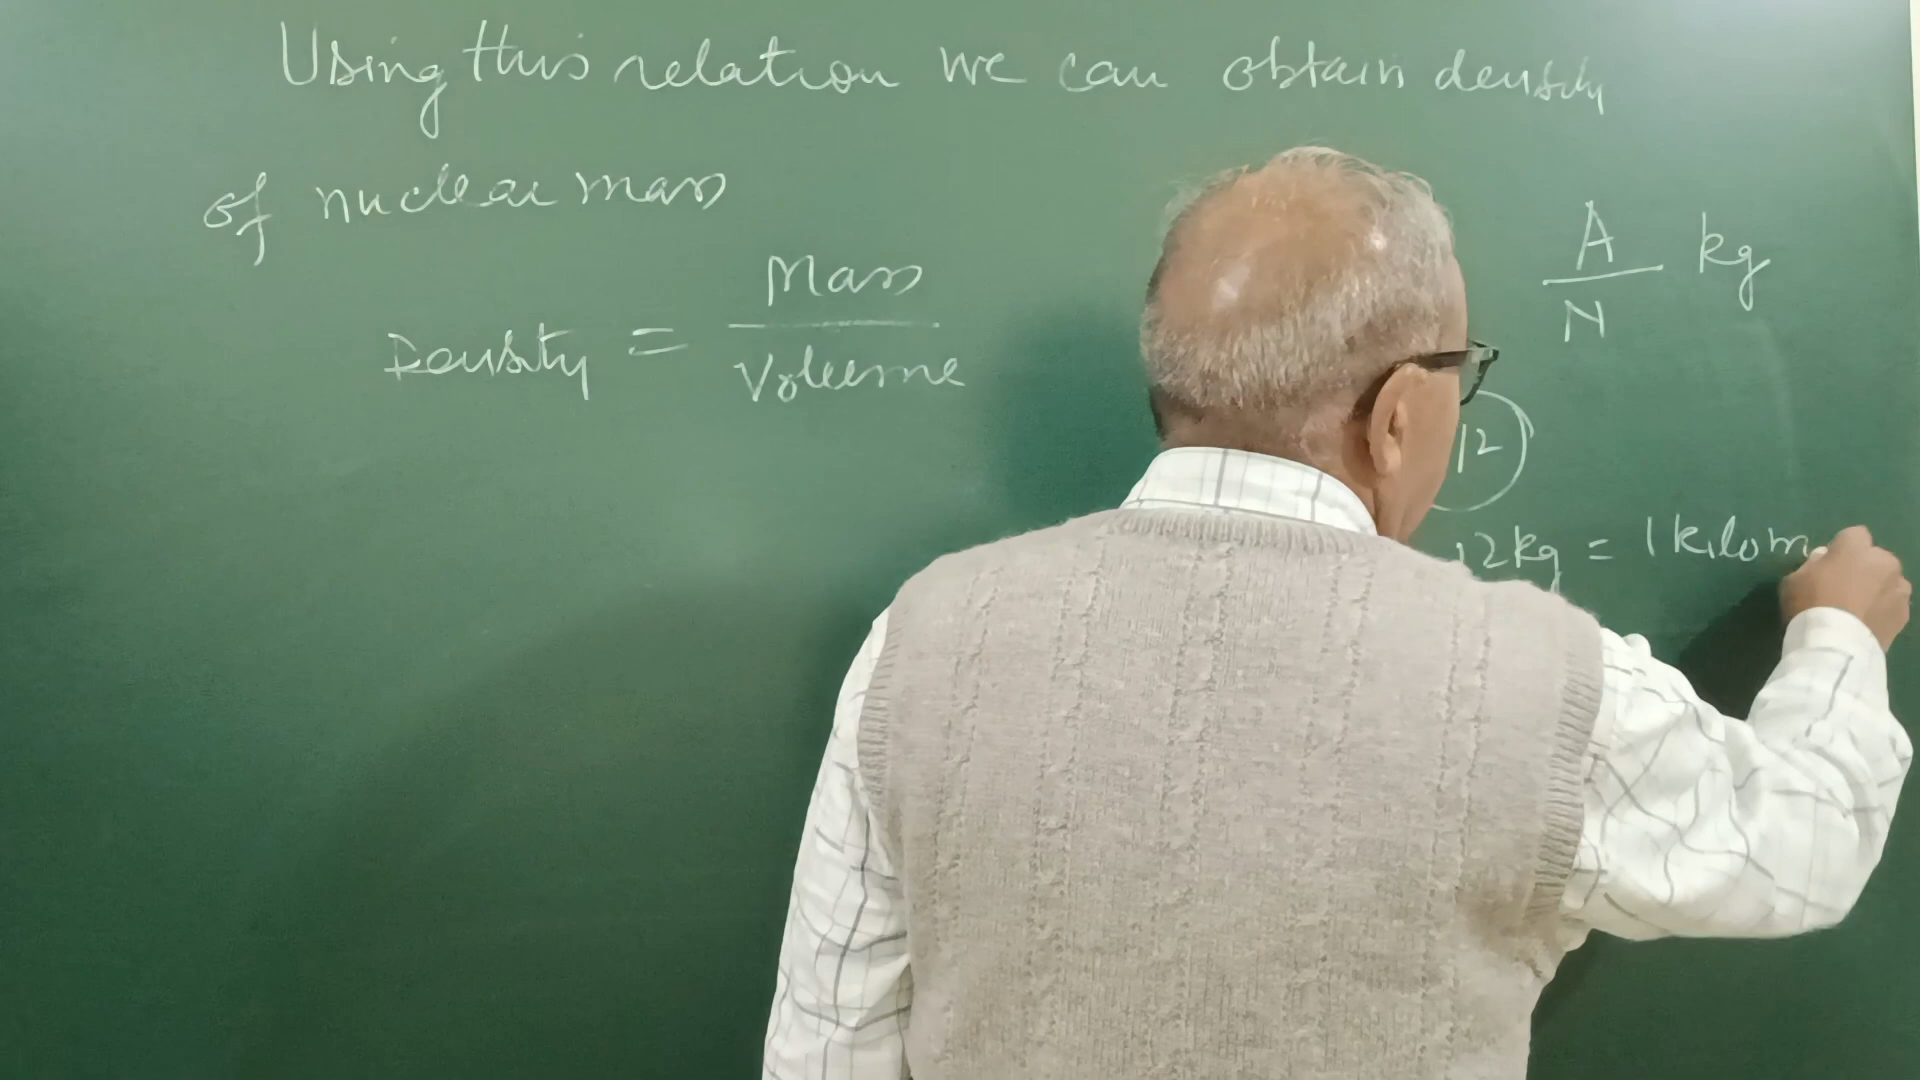 Using this relation we can obtain density
of nuclear mass
Density = Mass
Volume
A
N
kg
12
12kg = 1 kilom